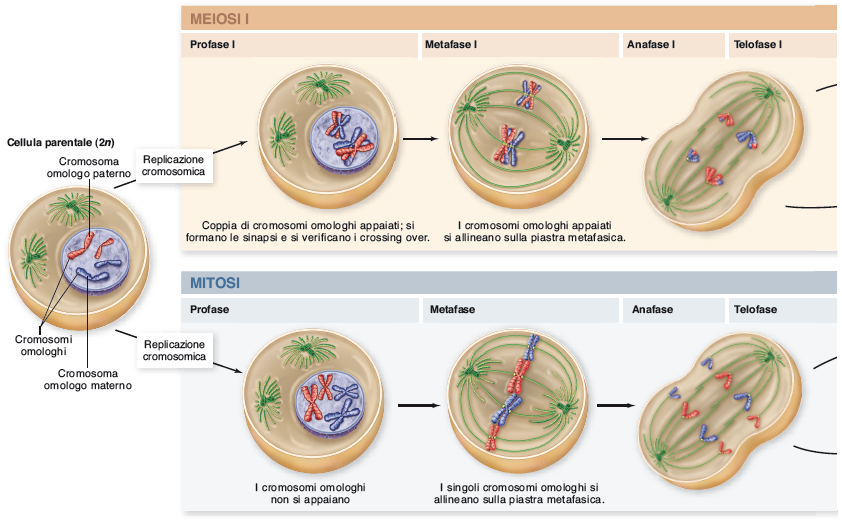 MEIOSI I
Profase I
Metafase I
Anafase I
Telofase I
Cellula parentale (2n)
Cromosoma
omologo paterno
Replicazione
cromosomica
Coppia di cromosomi omologhi appaiati; si
formano le sinapsi e si verificano i crossing over.
I cromosomi omologhi appaiati
si allineano sulla piastra metafasica.
MITOSI
Profase
Metafase
Anafase
Telofase
Cromosomi
omologhi
Replicazione
cromosomica
Cromosoma
omologo materno
I cromosomi omologhi
non si appaiano
I singoli cromosomi omologhi si
allineano sulla piastra metafasica.